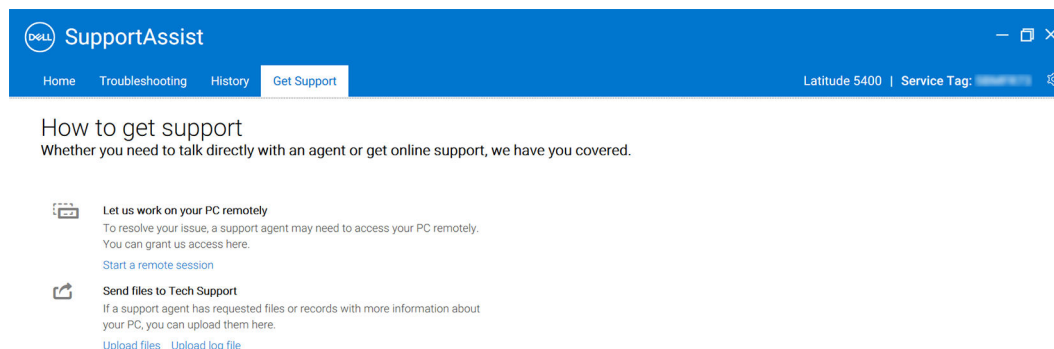 DELL SupportAssist
Home Troubleshooting History Get Support Latitude 5400 | Service Tag:
How to get support
Whether you need to talk directly with an agent or get online support, we have you covered.
Let us work on your PC remotely
To resolve your issue, a support agent may need to access your PC remotely.
You can grant us access here.
Start a remote session
Send files to Tech Support
If a support agent has requested files or records with more information about
your PC, you can upload them here.
Upload files Upload log file